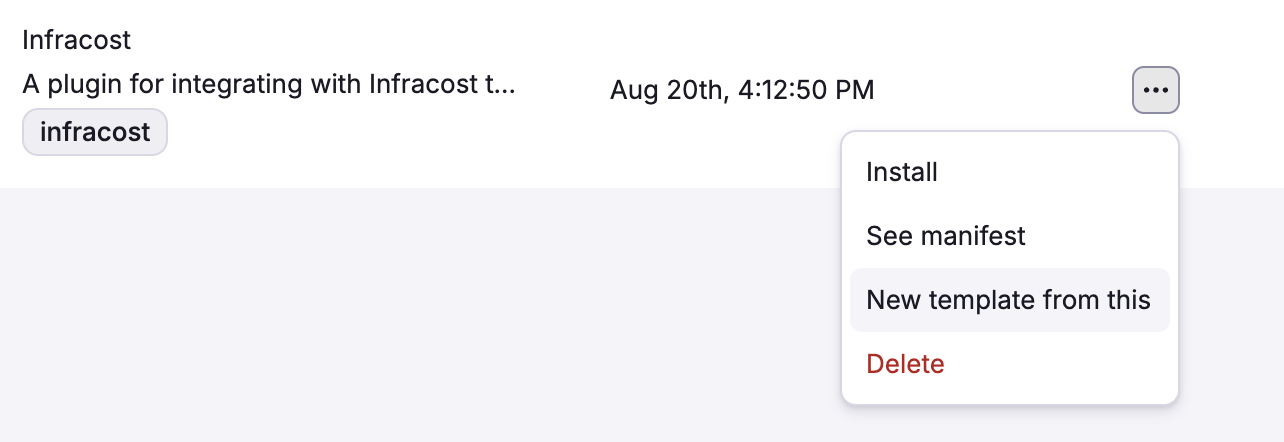 Infracost
A plugin for integrating with Infracost t...
infracost
Aug 20th, 4:12:50 PM
Install
See manifest
New template from this
Delete